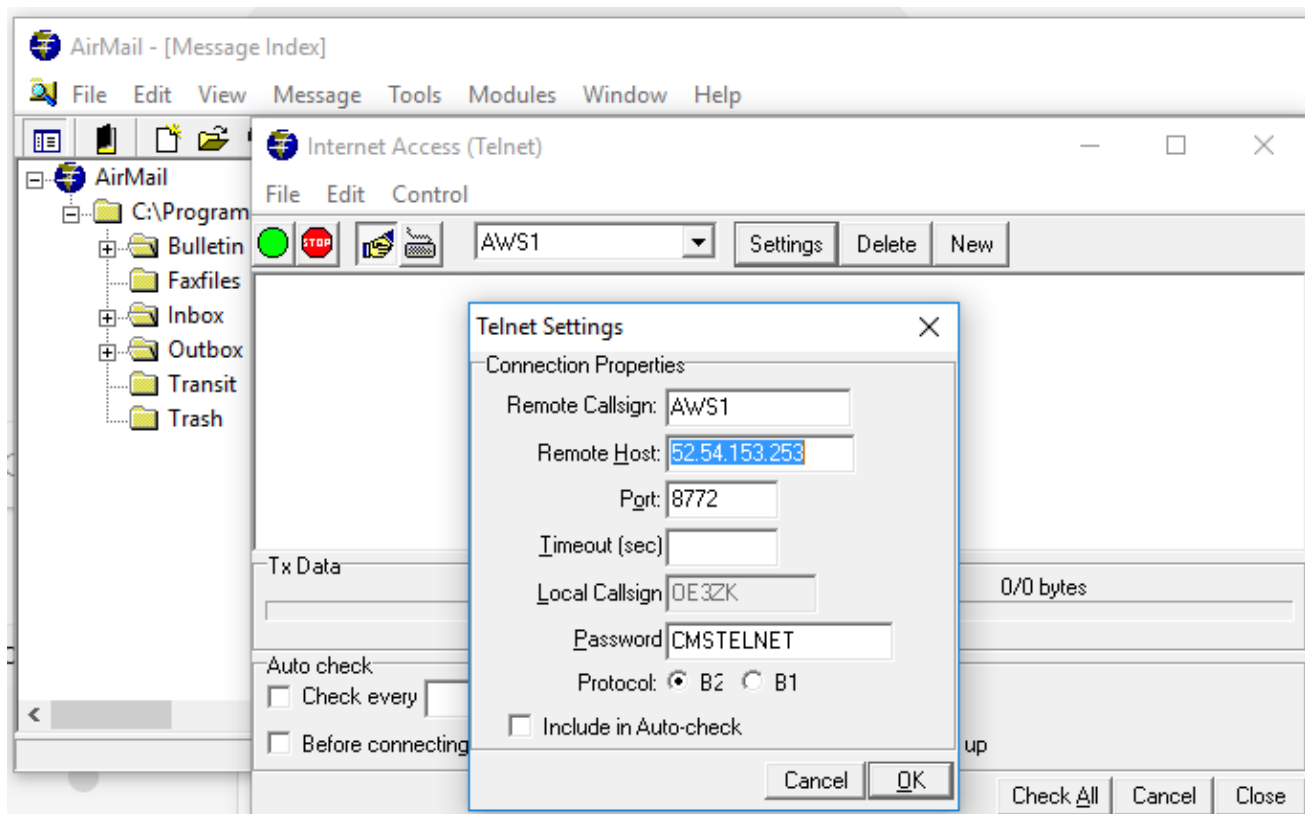 AirMail - [Message Index]
File Edit View Message Tools Modules Window Help
Internet Access (Telnet)
AirMail
C:\Program
File Edit Control
Bulletin
STOP
AWS1
Settings
Delete
New
Faxfiles
Inbox
Outbox
Transit
Trash
Telnet Settings
Connection Properties
Remote Callsign: AWS1
Remote Host: 52.54.153.253
Port: 8772
Timeout (sec)
Local Callsign OE3ZK
Password CMSTELNET
Protocol: B2 B1
Include in Auto-check
Cancel
OK
Tx Data
0/0 bytes
Auto check
Check every
Before connecting
up
Check All
Cancel
Close